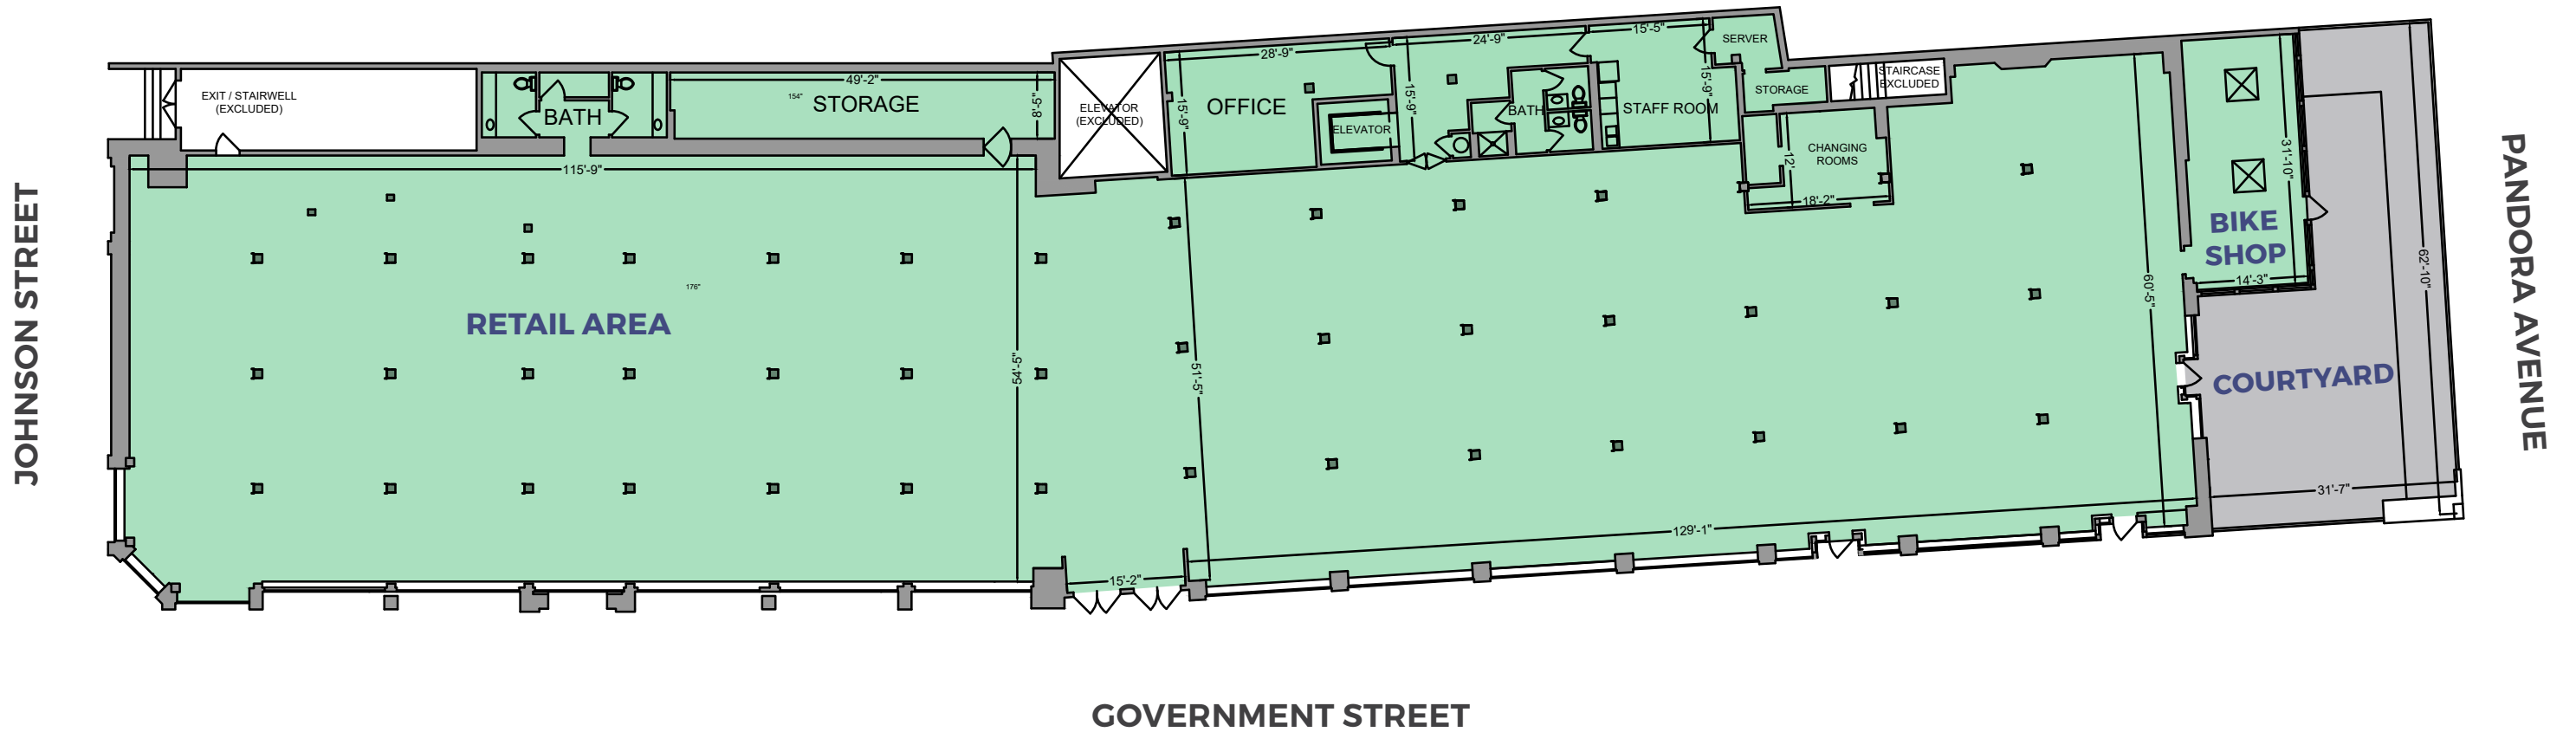 15'-5"
24'-9"
28'-9"
SERVER
49'-2"
154"
STORAGE
8'-5"
EXIT / STAIRWELL
(EXCLUDED)
BATH
ELEVATOR
(EXCLUDED)
15'-9"
OFFICE
ELEVATOR
15'-9"
BATH
STAFF ROOM
15'-9"
STORAGE
STAIRCASE
EXCLUDED
CHANGING
ROOMS
12'
18'-2"
115'-9"
31'-10"
BIKE
SHOP
14'-3"
62'-10"
60'-5"
176"
RETAIL AREA
54'-5"
51'-5"
COURTYARD
31'-7"
129'-1"
15'-2"
JOHNSON STREET
PANDORA AVENUE
GOVERNMENT STREET